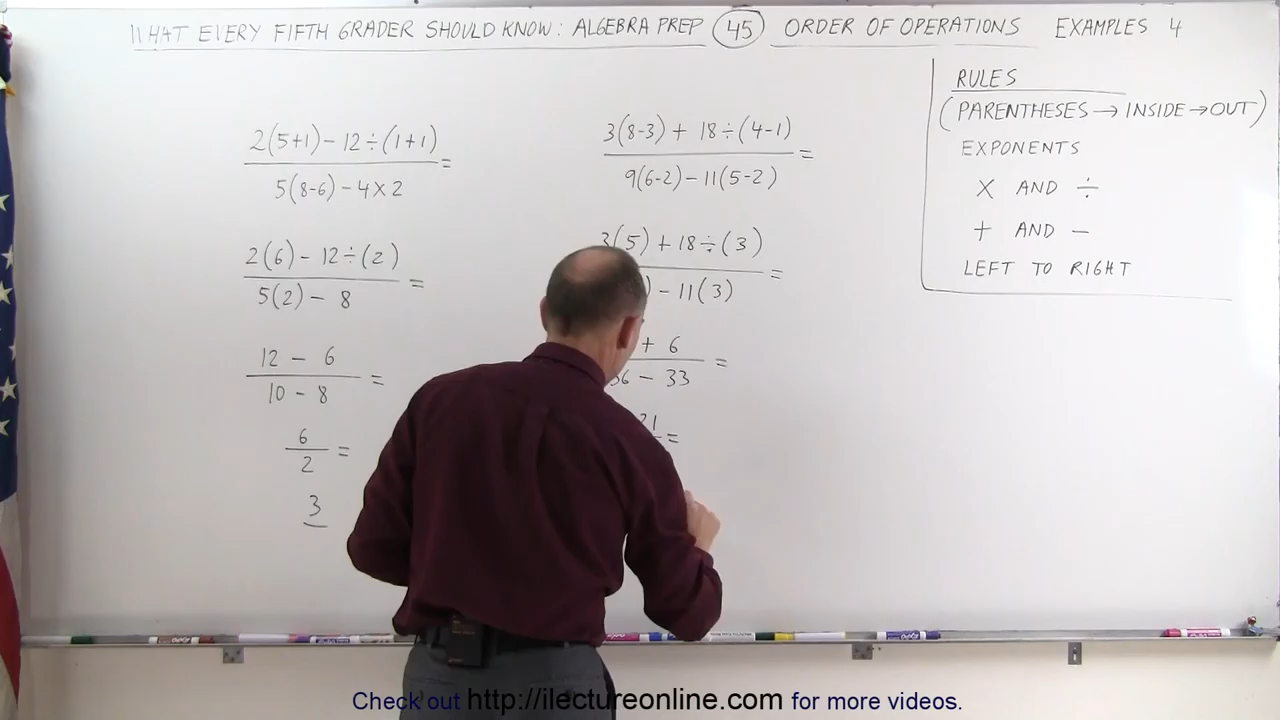 WHAT EVERY FIFTH GRADER SHOULD KNOW: ALGEBRA PREP 45 ORDER OF OPERATIONS EXAMPLES 4
2(5+1) - 12 ÷ (1+1)
5(8-6) - 4 X 2
=
2(6) - 12 ÷ (2)
5(2) - 8
=
12 - 6
10 - 8
=
6
2
=
3
3(8-3) + 18 ÷ (4-1)
9(6-2) - 11(5-2)
=
3(5) + 18 ÷ (3)
) - 11(3)
=
+ 6
36 - 33
=
21
=
RULES
(PARENTHESES → INSIDE → OUT)
EXPONENTS
X AND ÷
+ AND -
LEFT TO RIGHT
Check out http://ilectureonline.com for more videos.